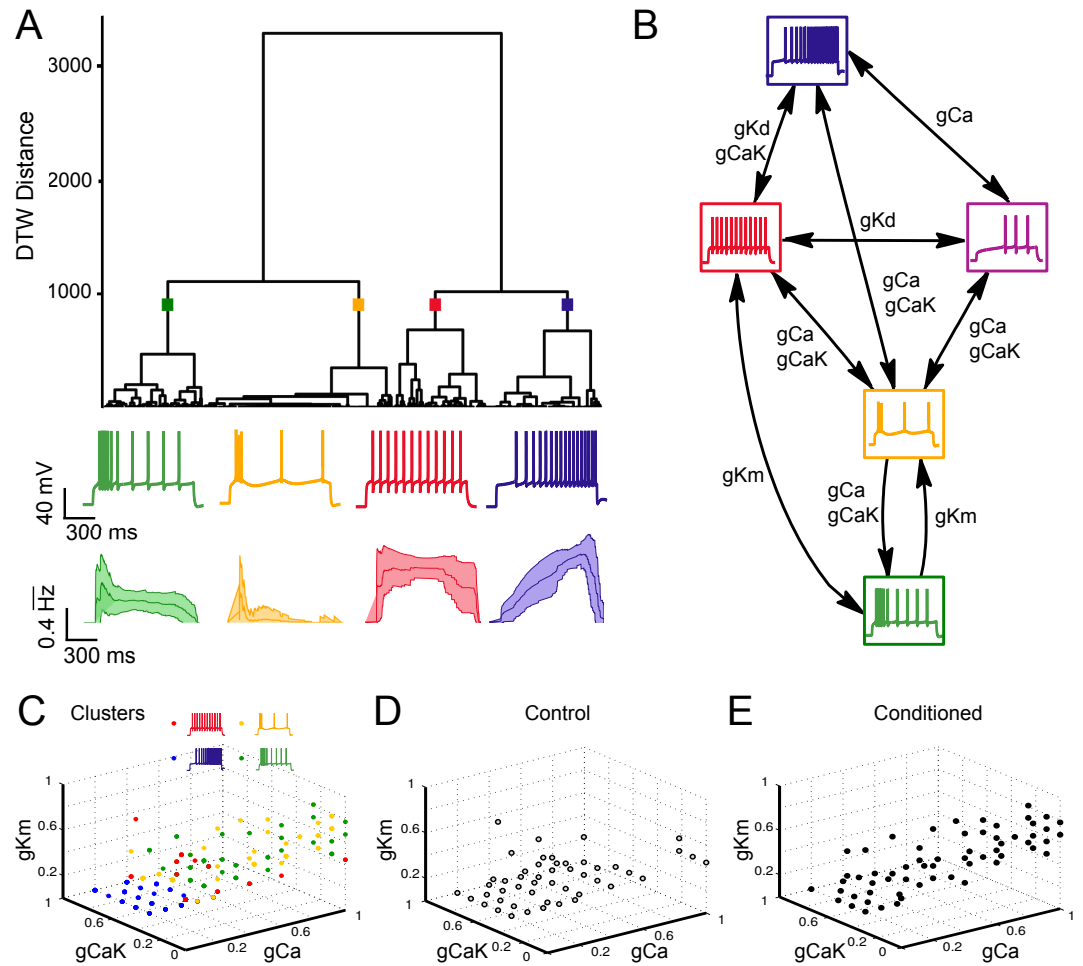 A
DTW Distance
3000
2000
1000
40 mV
300 ms
0.4 Hz
300 ms
B
gKd
gCaK
gCa
gKd
gCa
gCaK
gCa
gCaK
gCa
gCaK
gKm
gCa
gCaK
gKm
C
Clusters
gKm
1
0.6
0.2
1
0.6
0.2
0
gCaK
0.2
0.6
1
gCa
D
Control
gKm
1
0.6
0.2
1
0.6
0.2
0
gCaK
0.2
0.6
1
gCa
E
Conditioned
gKm
1
0.6
0.2
1
0.6
0.2
0
gCaK
0.2
0.6
1
gCa